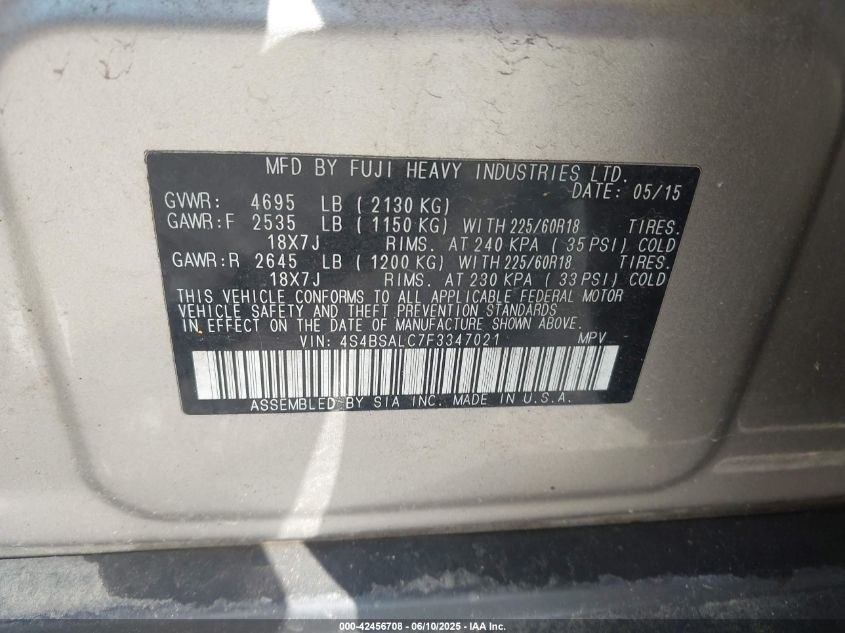 MFD BY FUJI HEAVY INDUSTRIES LTD.
DATE: 05/15
GVWR: 4695 LB ( 2130 KG)
GAWR:F 2535 LB ( 1150 KG) WITH 225/60R18 TIRES.
18X7J RIMS. AT 240 KPA ( 35 PSI) COLD
GAWR:R 2645 LB ( 1200 KG) WITH 225/60R18 TIRES.
18X7J RIMS. AT 230 KPA ( 33 PSI) COLD
THIS VEHICLE CONFORMS TO ALL APPLICABLE FEDERAL MOTOR
VEHICLE SAFETY AND THEFT PREVENTION STANDARDS
IN EFFECT ON THE DATE OF MANUFACTURE SHOWN ABOVE.
VIN: 4S4BSALC7F3347021 MPV
ASSEMBLED BY SIA INC. MADE IN U.S.A.
000-42456708 - 06/10/2025 - IAA Inc.